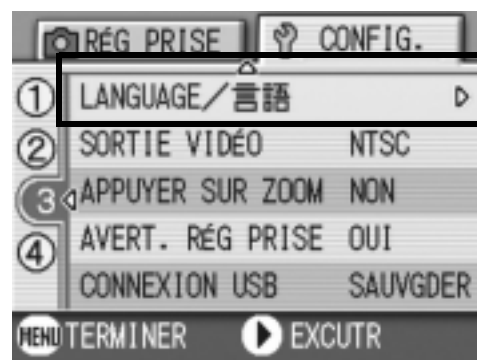 RÉG PRISE CONFIG.
1 LANGUAGE/言語
2 SORTIE VIDÉO NTSC
3 APPUYER SUR ZOOM NON
4 AVERT. RÉG PRISE OUI
CONNEXION USB SAUVGDER
MENU TERMINER EXCUTR